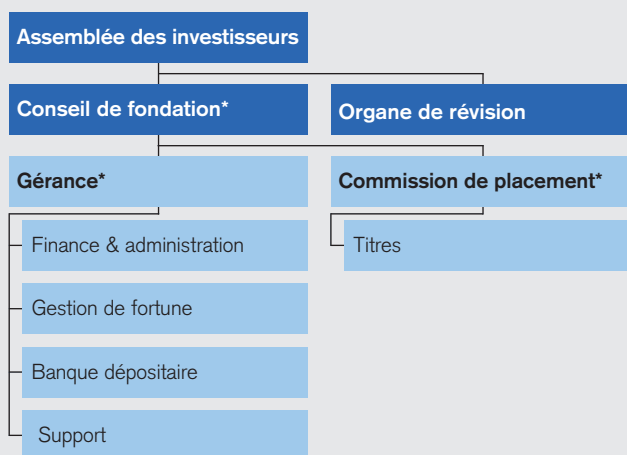 Assemblée des investisseurs
Conseil de fondation*
Organe de révision
Gérance*
Commission de placement*
Finance & administration
Titres
Gestion de fortune
Banque dépositaire
Support